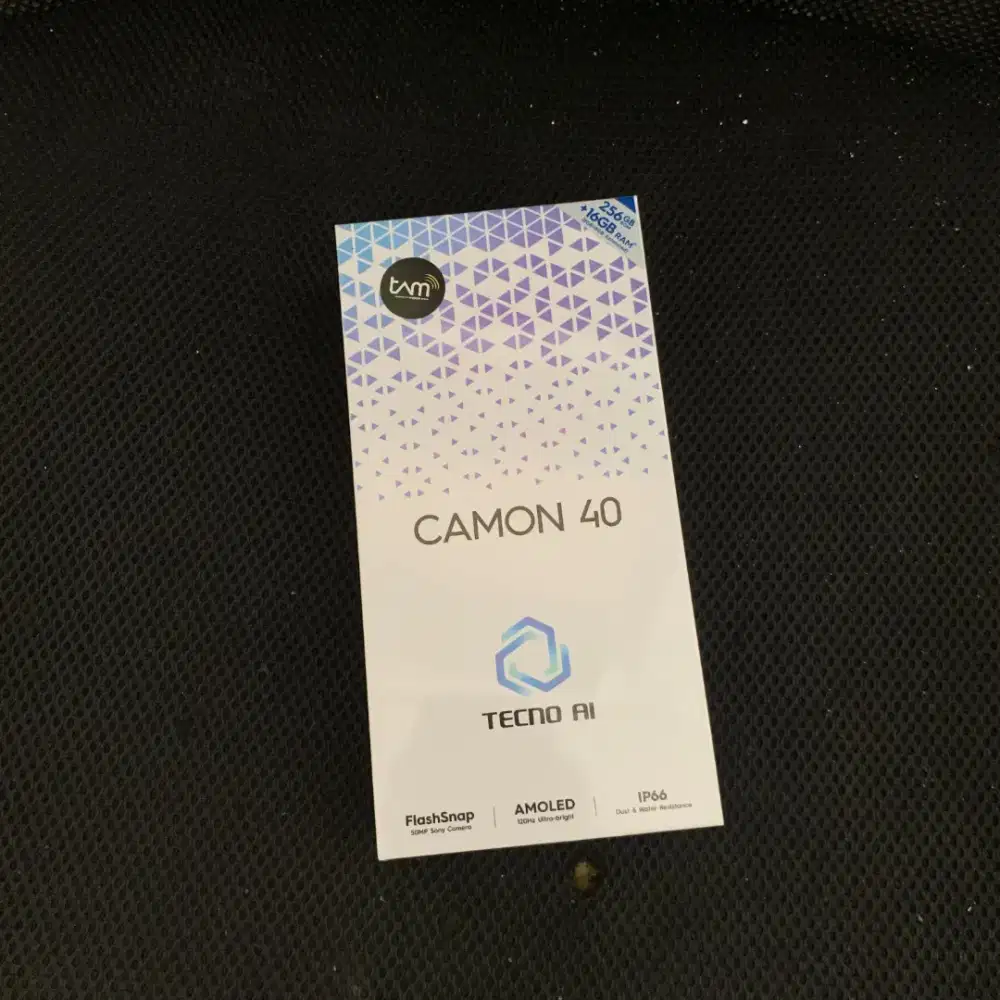 256GB ROM
+16GB RAM*
tam
CAMON 40
TECNO AI
FlashSnap
50MP Sony Camera
AMOLED
120Hz Ultra-bright
IP66
Dust & Water Resistance